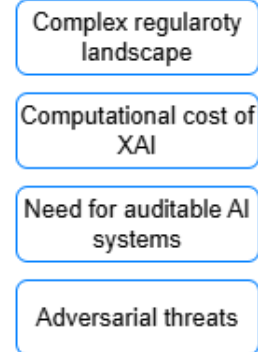 Complex regularoty
landscape
Computational cost of
XAI
Need for auditable AI
systems
Adversarial threats